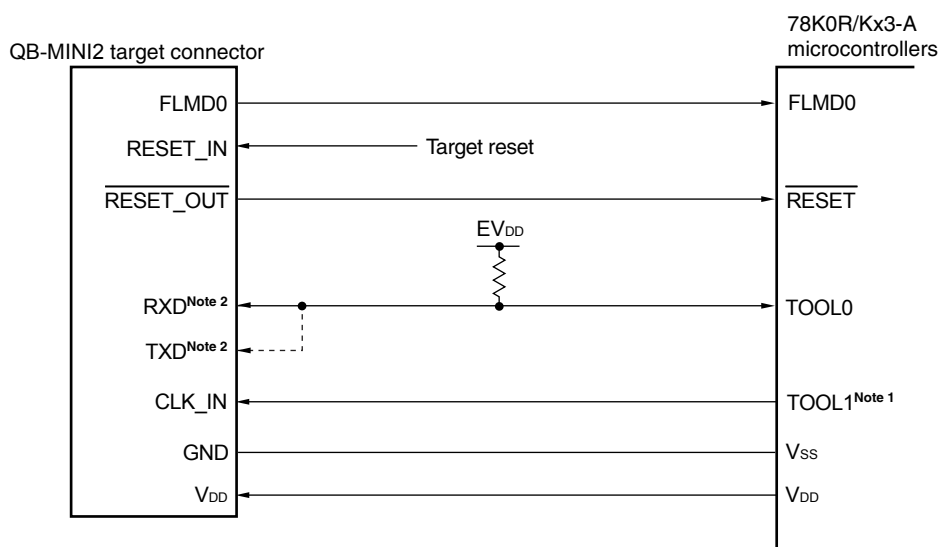 78K0R/Kx3-A
microcontrollers
QB-MINI2 target connector
FLMD0
FLMD0
RESET_IN
Target reset
RESET_OUT
RESET
EVDD
RXDNote 2
TOOL0
TXDNote 2
CLK_IN
TOOL1Note 1
GND
VSS
VDD
VDD